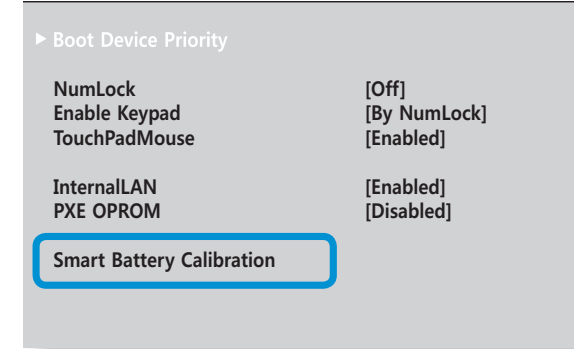 ▶ Boot Device Priority
NumLock [Off]
Enable Keypad [By NumLock]
TouchPadMouse [Enabled]
InternalLAN [Enabled]
PXE OPROM [Disabled]
Smart Battery Calibration